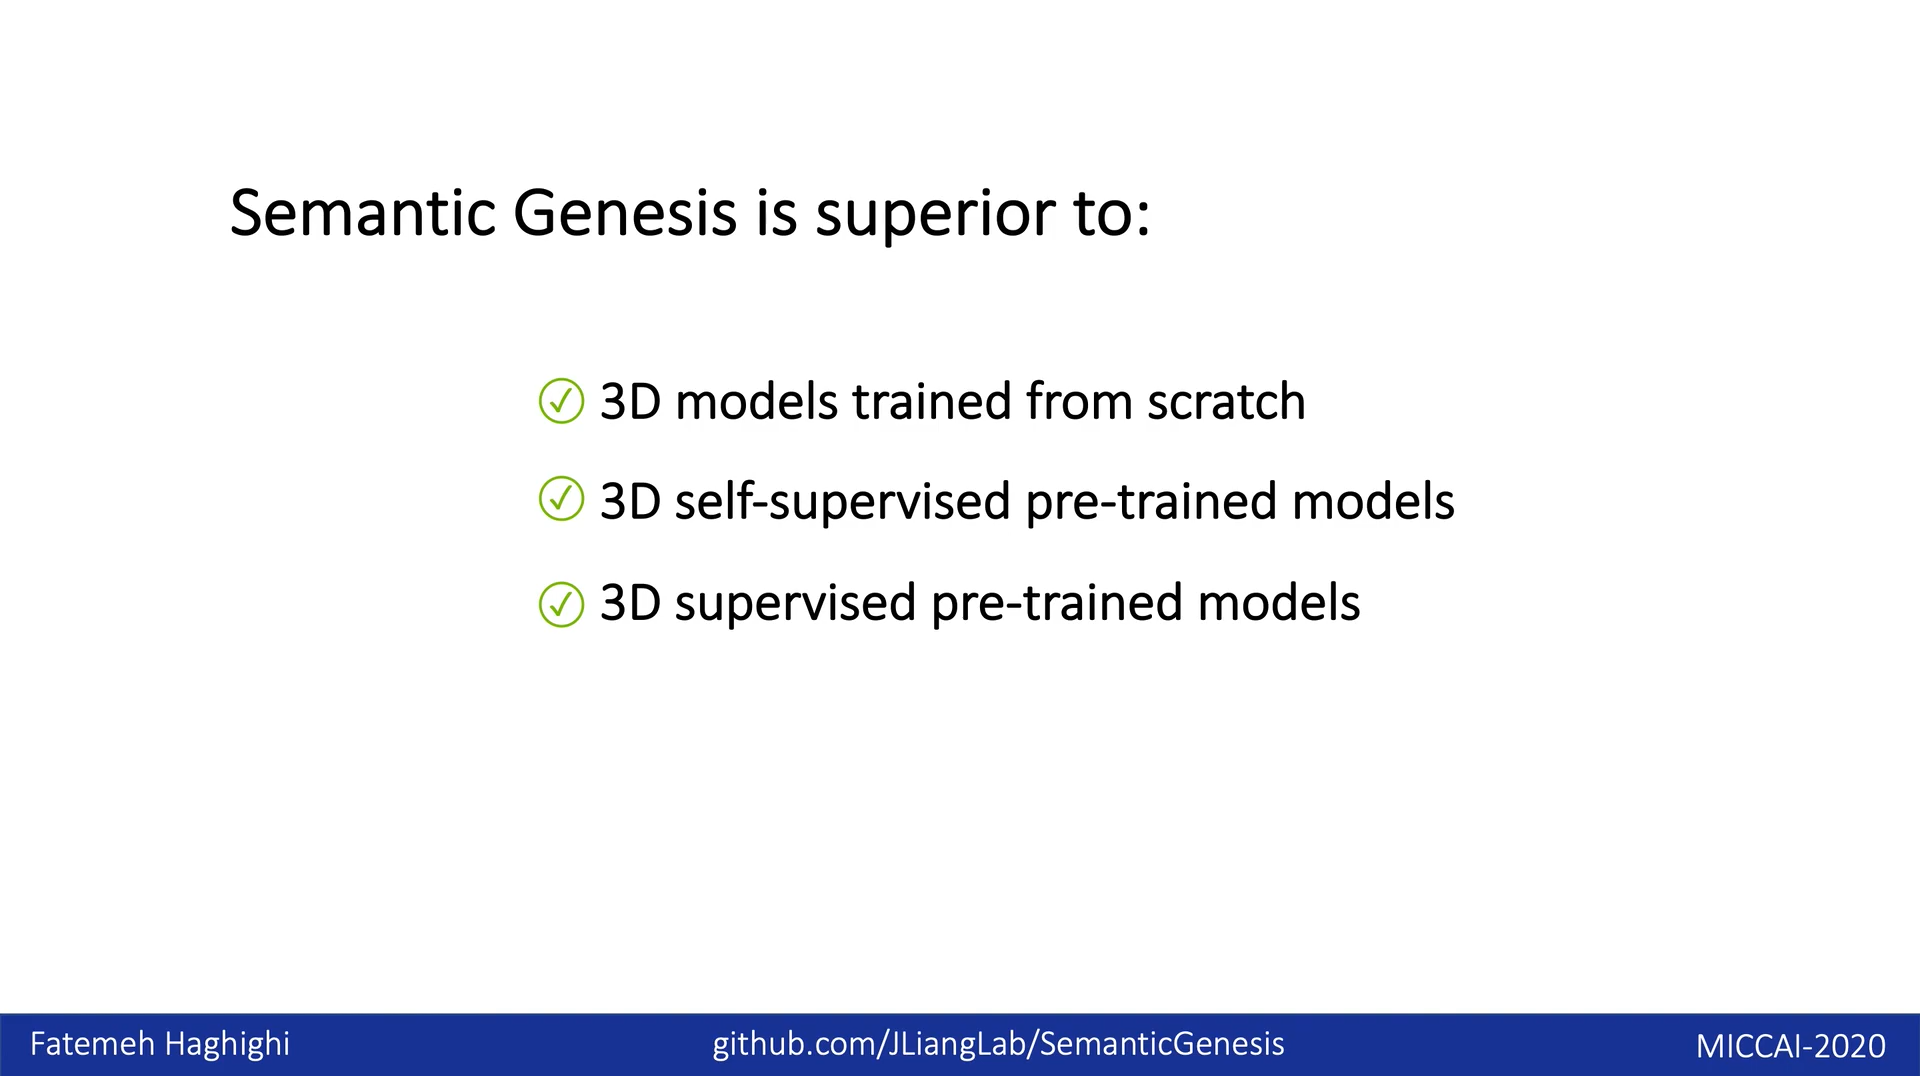 Semantic Genesis is superior to:
3D models trained from scratch
3D self-supervised pre-trained models
3D supervised pre-trained models
Fatemeh Haghighi
github.com/JLiangLab/SemanticGenesis
MICCAI-2020